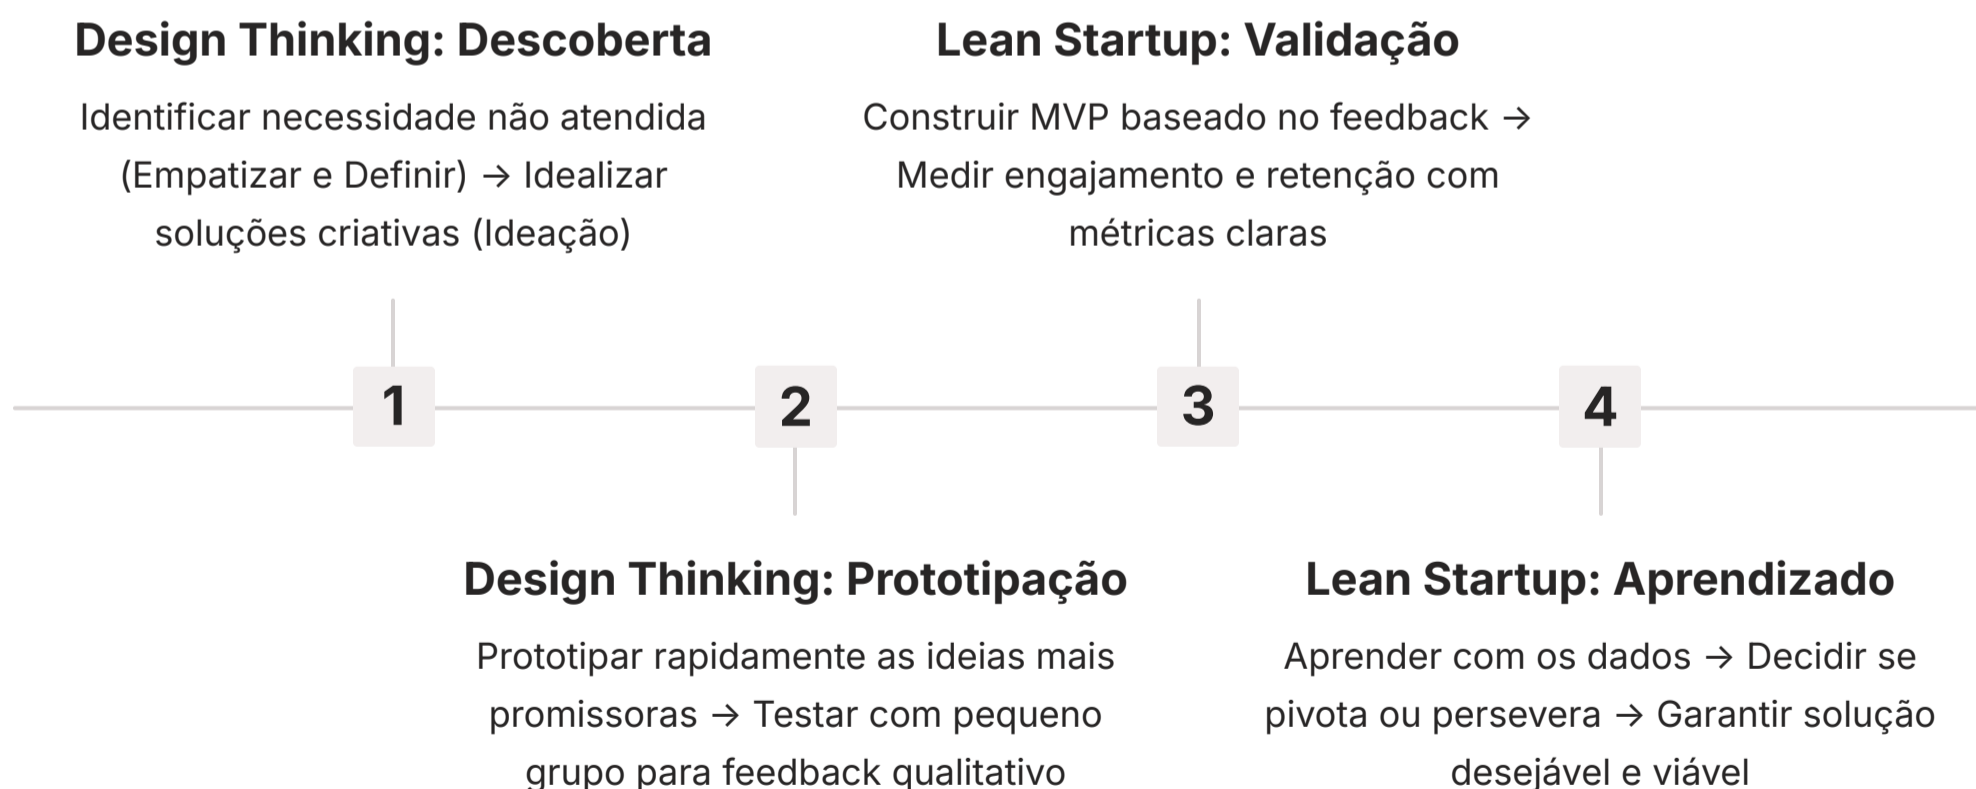 Design Thinking: Descoberta
Identificar necessidade não atendida
(Empatizar e Definir) → Idealizar
soluções criativas (Ideação)
Lean Startup: Validação
Construir MVP baseado no feedback →
Medir engajamento e retenção com
métricas claras
1
2
3
4
Design Thinking: Prototipação
Prototipar rapidamente as ideias mais
promissoras → Testar com pequeno
grupo para feedback qualitativo
Lean Startup: Aprendizado
Aprender com os dados → Decidir se
pivota ou persevera → Garantir solução
desejável e viável